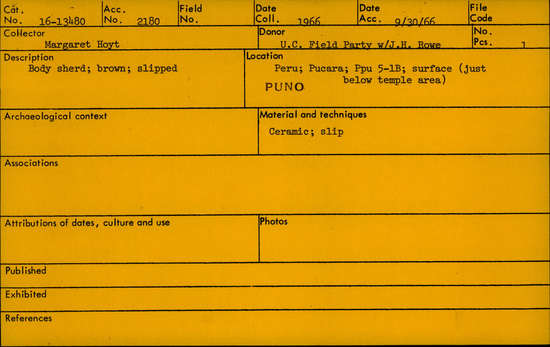 Cat. No. 16-13480 Acc. No. 2180 Field No. Date Coll. 1966 Date Acc. 9/30/66 File Code
Collector Margaret Hoyt Donor U.C. Field Party w/J.H. Rowe No. Pcs. 1
Description Location
Body sherd; brown; slipped Peru; Pucara; Ppu 5-1B; surface (just
below temple area)
PUNO
Archaeological context Material and techniques
Ceramic; slip
Associations
Attributions of dates, culture and use Photos
Published
Exhibited
References